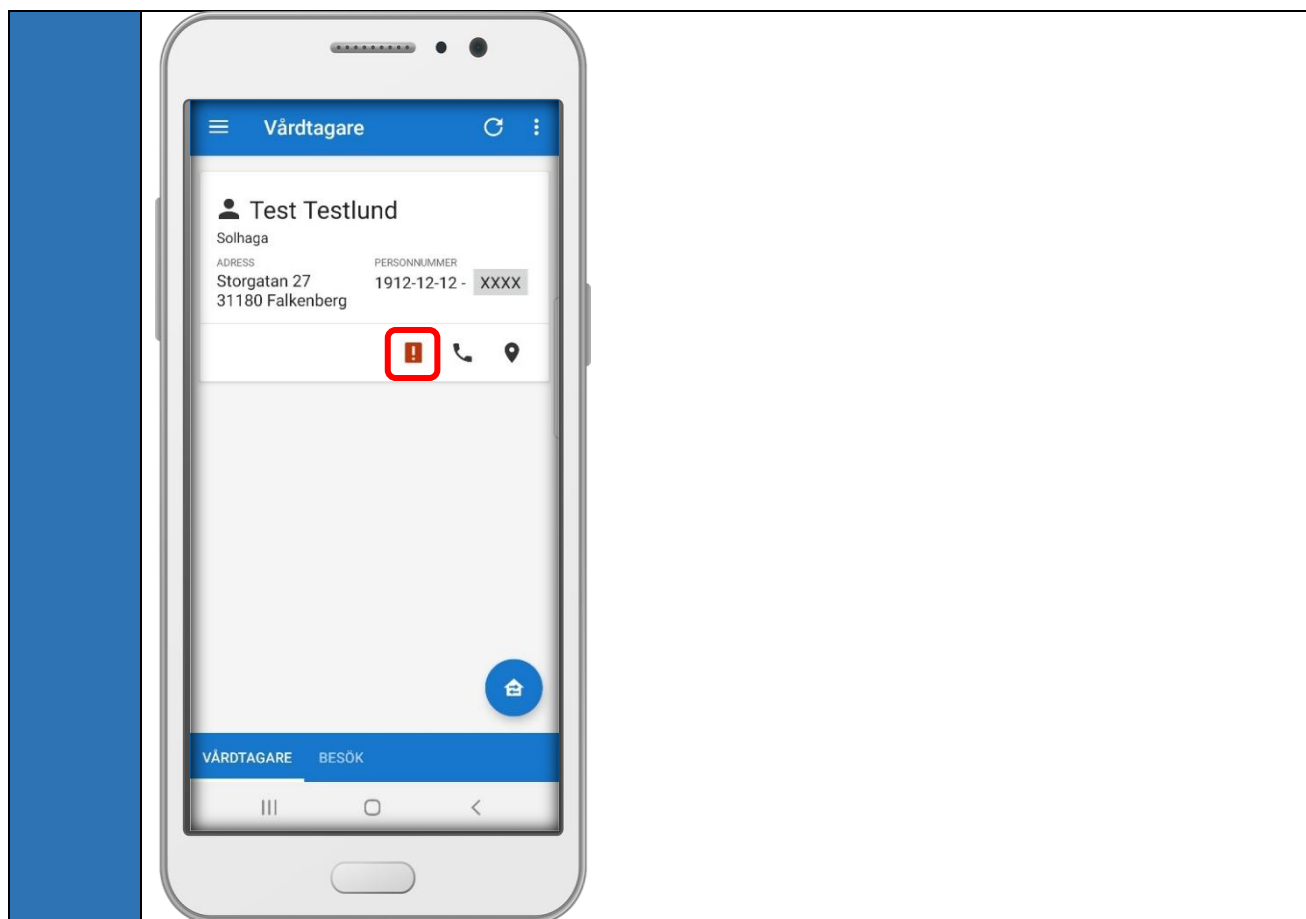 Vårdtagare
Test Testlund
Solhaga
ADRESS PERSONNUMMER
Storgatan 27 1912-12-12 - XXXX
31180 Falkenberg
VÅRDTAGARE BESÖK